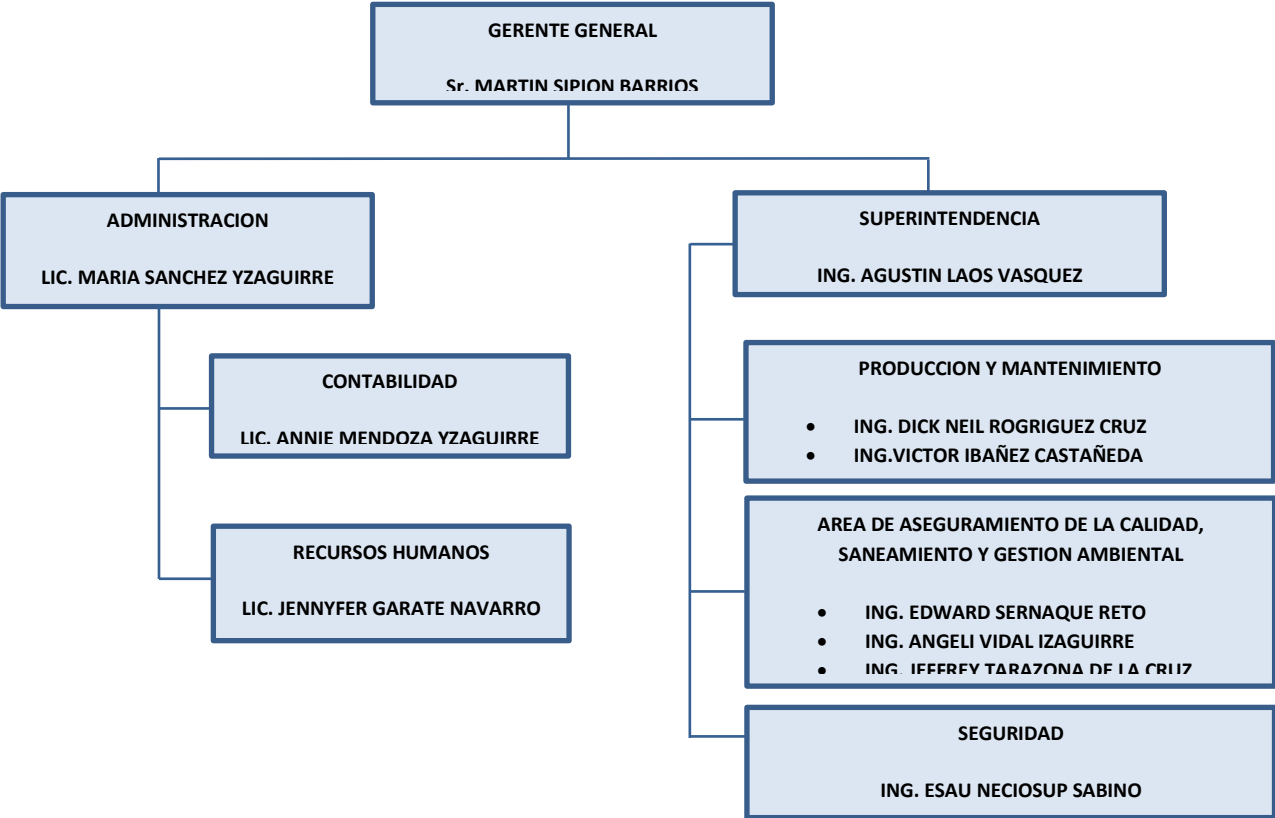 GERENTE GENERAL
Sr. MARTIN SIPION BARRIOS
ADMINISTRACION
LIC. MARIA SANCHEZ YZAGUIRRE
CONTABILIDAD
LIC. ANNIE MENDOZA YZAGUIRRE
RECURSOS HUMANOS
LIC. JENNYFER GARATE NAVARRO
SUPERINTENDENCIA
ING. AGUSTIN LAOS VASQUEZ
PRODUCCION Y MANTENIMIENTO
• ING. DICK NEIL ROGRIGUEZ CRUZ
• ING.VICTOR IBAÑEZ CASTAÑEDA
AREA DE ASEGURAMIENTO DE LA CALIDAD,
SANEAMIENTO Y GESTION AMBIENTAL
• ING. EDWARD SERNAQUE RETO
• ING. ANGELI VIDAL IZAGUIRRE
• ING. JEFFREY TARAZONA DE LA CRUZ
SEGURIDAD
ING. ESAU NECIOSUP SABINO